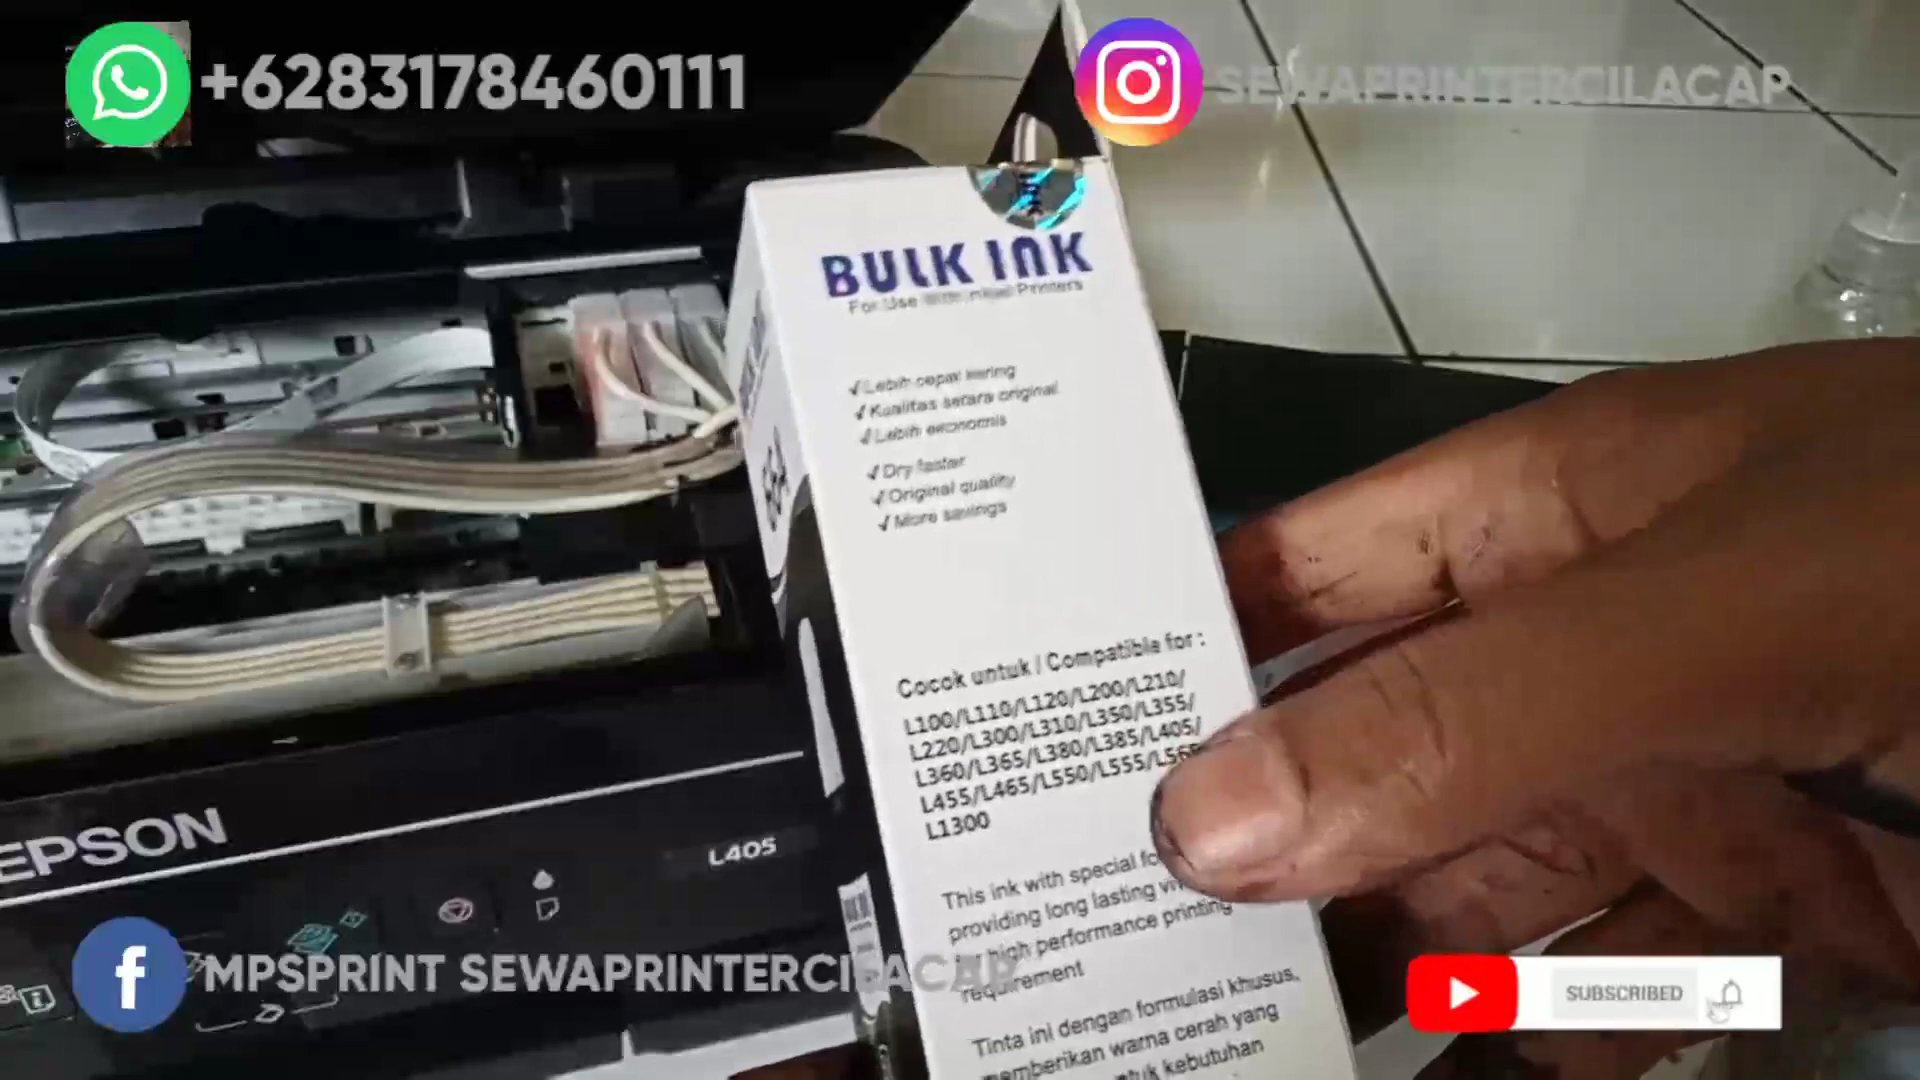 +6283178460111
SEWAPRINTERCILACAP
BULK INK
For Use With Inkjet Printers
√ Lebih cepat kering
√ Kualitas setara original
√ Lebih ekonomis
√ Dry faster
√ Original quality
√ More savings
664
Cocok untuk / Compatible for :
L100/L110/L120/L200/L210/
L220/L300/L310/L350/L355/
L360/L365/L380/L385/L405/
L455/L465/L550/L555/L565
L1300
This ink with special
providing long lasting
high performance printing
requirement
Tinta ini dengan formulasi khusus,
memberikan warna cerah yang
kebutuhan
EPSON
L405
MPSPRINT SEWAPRINTERCILACAP
SUBSCRIBED